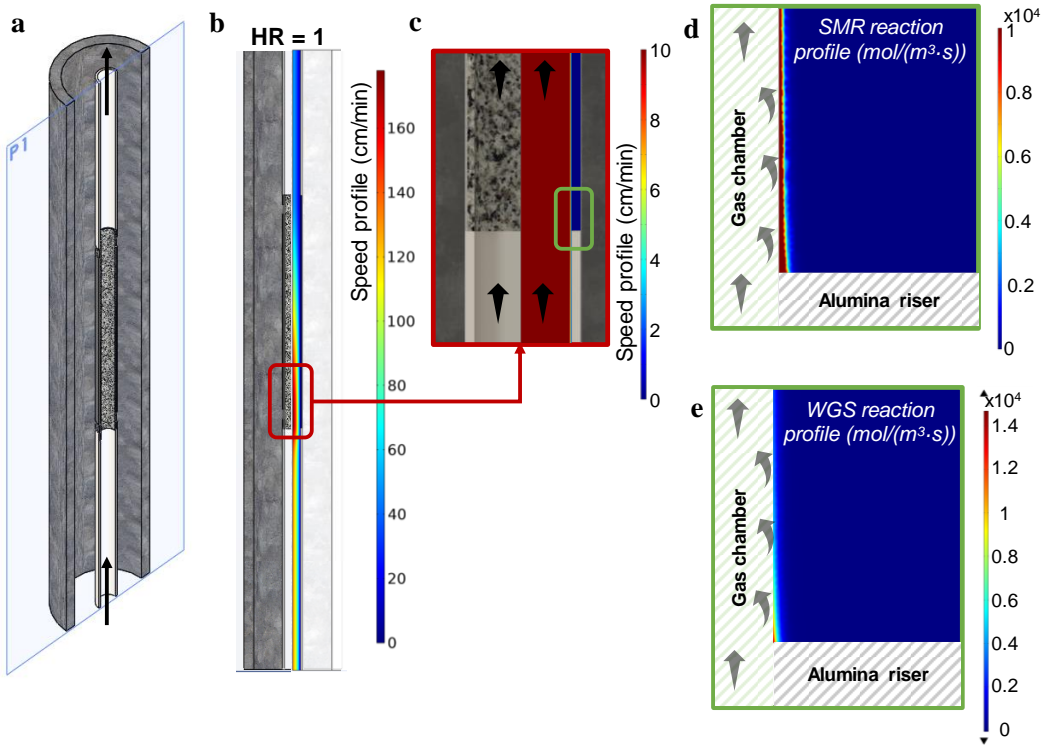 a
P1
b
HR = 1
Speed profile (cm/min)
160
140
120
100
80
60
40
20
0
c
Speed profile (cm/min)
10
8
6
4
2
0
d
SMR reaction
profile (mol/(m³·s))
Gas chamber
Alumina riser
x10⁴
1
0.8
0.6
0.4
0.2
0
e
WGS reaction
profile (mol/(m³·s))
Gas chamber
Alumina riser
x10⁴
1.4
1.2
1
0.8
0.6
0.4
0.2
0